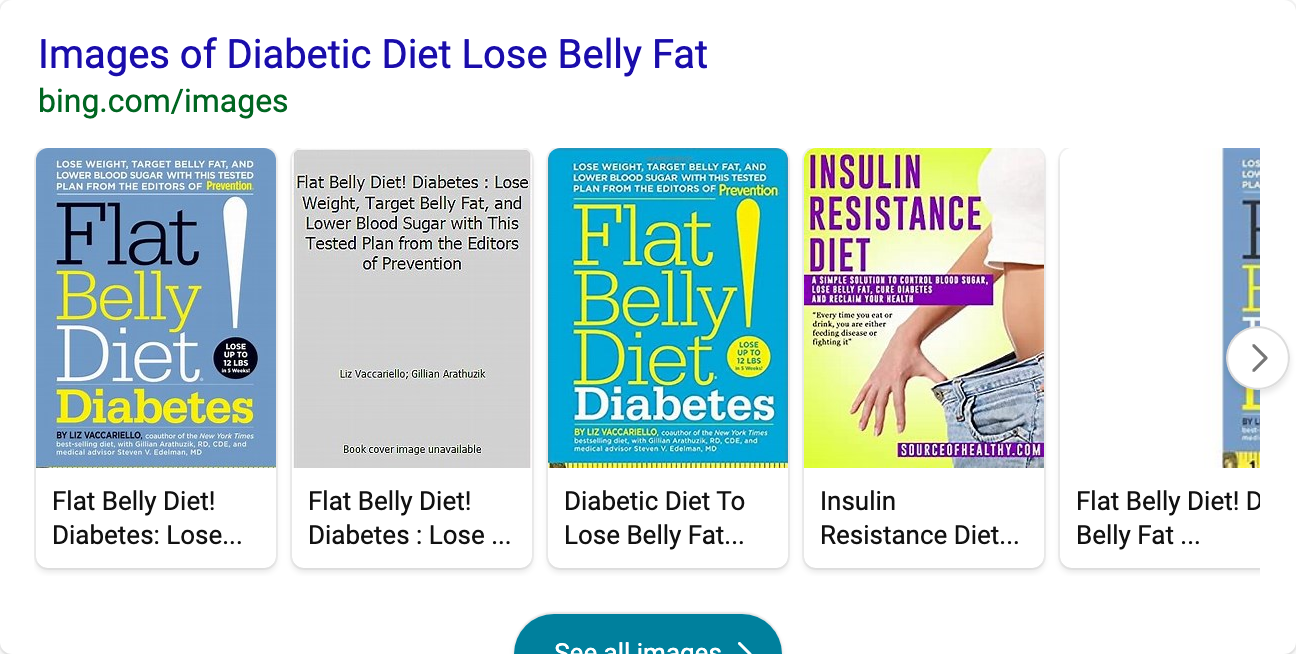 Images of Diabetic Diet Lose Belly Fat
bing.com/images
LOSE WEIGHT, TARGET BELLY FAT, AND
LOWER BLOOD SUGAR WITH THIS TESTED
PLAN FROM THE EDITORS OF Prevention.
Flat
Belly
Diet!
LOSE
UP TO
12 LBS
in 5 Weeks!
Diabetes
BY LIZ VACCARIELLO, coauthor of the New York Times
best-selling diet, with Gillian Arathuzik, RD, CDE, and
medical advisor Steven V. Edelman, MD
Flat Belly Diet!
Diabetes: Lose...
Flat Belly Diet! Diabetes : Lose
Weight, Target Belly Fat, and
Lower Blood Sugar with This
Tested Plan from the Editors
of Prevention
Liz Vaccariello; Gillian Arathuzik
Book cover image unavailable
Flat Belly Diet!
Diabetes : Lose ...
LOSE WEIGHT, TARGET BELLY FAT, AND
LOWER BLOOD SUGAR WITH THIS TESTED
PLAN FROM THE EDITORS OF Prevention
Flat
Belly
Diet!
LOSE
UP TO
12 LBS
in 5 Weeks!
Diabetes
BY LIZ VACCARIELLO, coauthor of the New York Times
bestselling diet, with Gillian Arathuzik, RD, CDE, and
medical advisor Steven V. Edelman, MD
Diabetic Diet To
Lose Belly Fat...
INSULIN
RESISTANCE
DIET
A SIMPLE SOLUTION TO CONTROL BLOOD SUGAR,
LOSE BELLY FAT, CURE DIABETES
AND RECLAIM YOUR HEALTH
"Every time you eat or
drink, you are either
feeding disease or
fighting it"
SOURCEOFHEALTHY.COM
Insulin
Resistance Diet...
Flat Belly Diet! D
Belly Fat ...
See all images